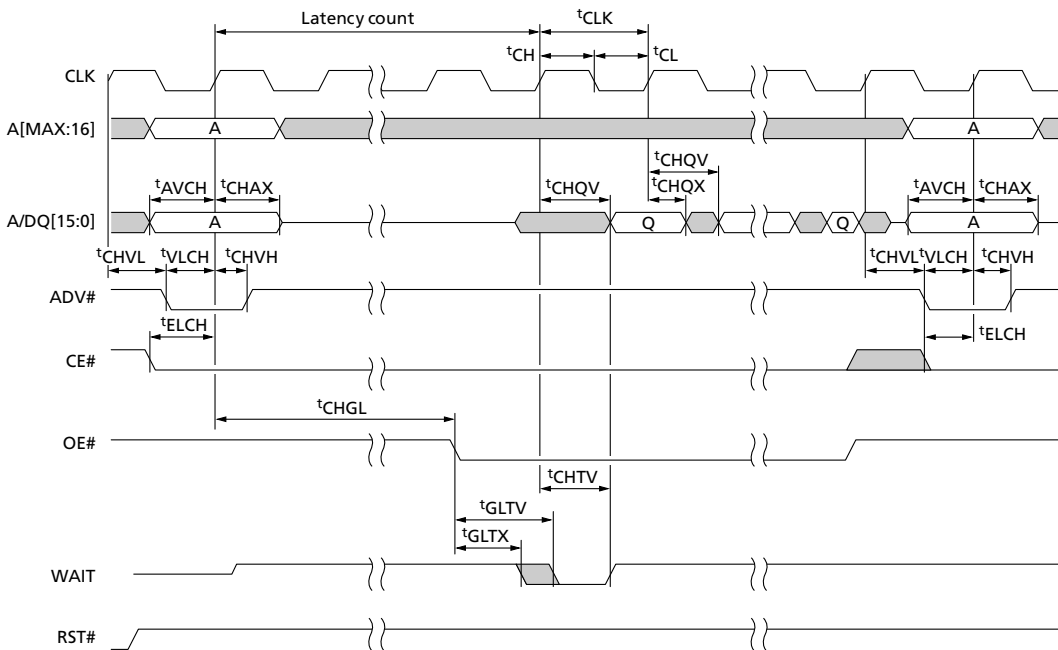 Latency count
tCLK
tCH
tCL
CLK
A[MAX:16]
A
A
tCHQV
tAVCH
tCHAX
tCHQV
tCHQX
tAVCH
tCHAX
A/DQ[15:0]
A
Q
Q
A
tCHVL
tVLCH
tCHVH
tCHVL
tVLCH
tCHVH
ADV#
tELCH
tELCH
CE#
tCHGL
OE#
tCHTV
tGLTV
tGLTX
WAIT
RST#